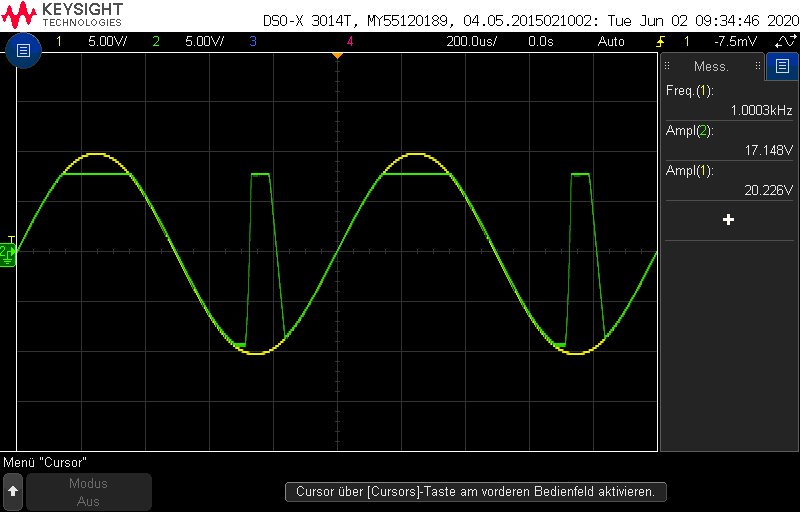 KEYSIGHT
TECHNOLOGIES
DSO-X 3014T, MY55120189, 04.05.2015021002: Tue Jun 02 09:34:46 2020
1 5.00V/ 2 5.00V/ 3 4 200.0us/ 0.0s Auto 1 -7.5mV
Mess.
Freq.(1):
1.0003kHz
Ampl(2):
17.148V
Ampl(1):
20.226V
T
2
Menü "Cursor"
Modus
Aus
Cursor über [Cursors]-Taste am vorderen Bedienfeld aktivieren.